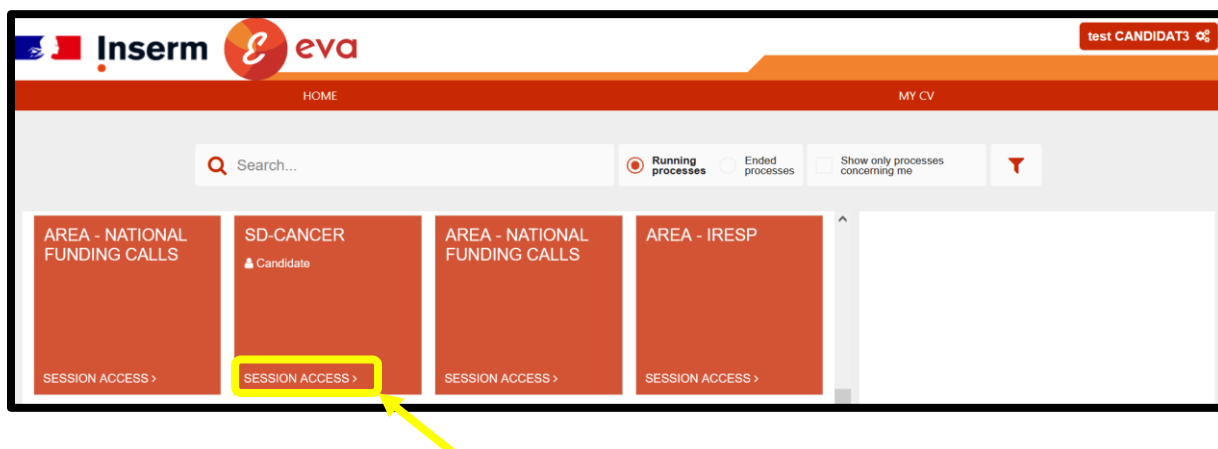 Inserm eva
test CANDIDAT3
HOME MY CV
Search...
Running processes
Ended processes
Show only processes concerning me
AREA - NATIONAL
FUNDING CALLS
SESSION ACCESS >
SD-CANCER
Candidate
SESSION ACCESS >
AREA - NATIONAL
FUNDING CALLS
SESSION ACCESS >
AREA - IRESP
SESSION ACCESS >